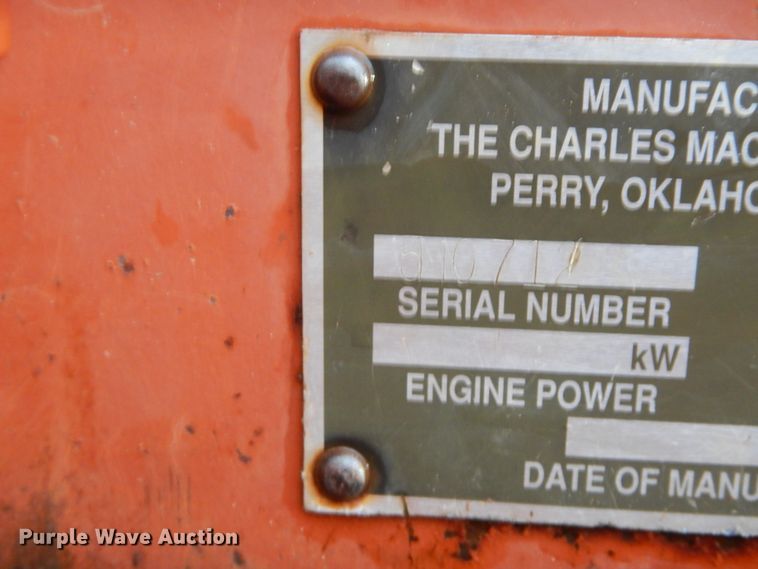 MANUFAC
THE CHARLES MAC
PERRY, OKLAHO
SERIAL NUMBER
kW
ENGINE POWER
DATE OF MANU
Purple Wave Auction